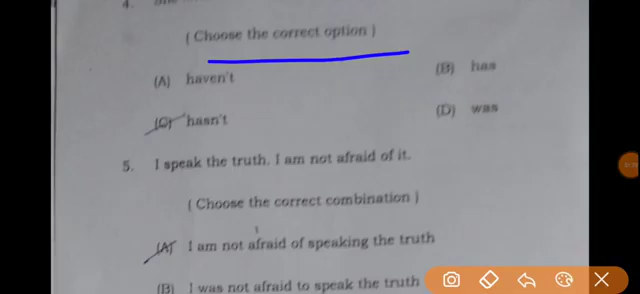 4.
( Choose the correct option )
(A) haven't
(B) has
(C) hasn't
(D) was
5. I speak the truth. I am not afraid of it.
( Choose the correct combination )
(A) I am not afraid of speaking the truth
(B) I was not afraid to speak the truth